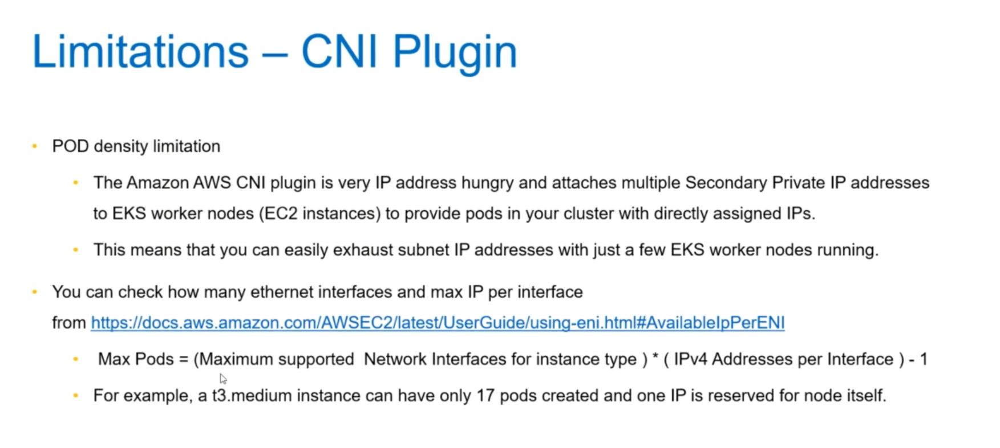 Limitations – CNI Plugin
• POD density limitation
• The Amazon AWS CNI plugin is very IP address hungry and attaches multiple Secondary Private IP addresses
to EKS worker nodes (EC2 instances) to provide pods in your cluster with directly assigned IPs.
• This means that you can easily exhaust subnet IP addresses with just a few EKS worker nodes running.
• You can check how many ethernet interfaces and max IP per interface
from https://docs.aws.amazon.com/AWSEC2/latest/UserGuide/using-eni.html#AvailableIpPerENI
• Max Pods = (Maximum supported  Network Interfaces for instance type ) * ( IPv4 Addresses per Interface ) - 1
• For example, a t3.medium instance can have only 17 pods created and one IP is reserved for node itself.